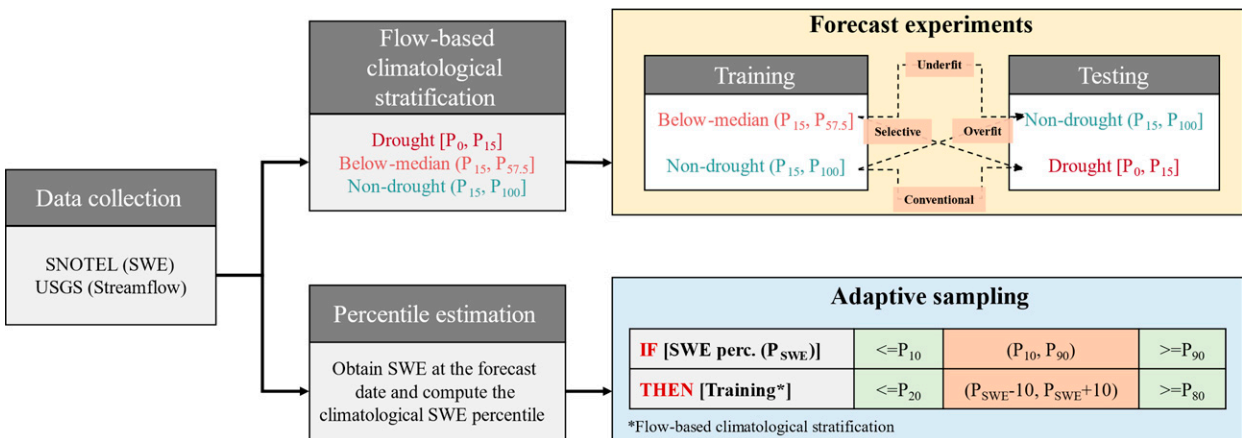 Data collection
SNOTEL (SWE)
USGS (Streamflow)
Flow-based
climatological
stratification
Drought [P0, P15]
Below-median (P15, P57.5]
Non-drought (P15, P100]
Percentile estimation
Obtain SWE at the forecast
date and compute the
climatological SWE percentile
Forecast experiments
Training
Below-median (P15, P57.5]
Non-drought (P15, P100]
Underfit
Selective
Overfit
Conventional
Testing
Non-drought (P15, P100]
Drought [P0, P15]
Adaptive sampling
IF [SWE perc. (PSWE)] <=P10 (P10, P90) >=P90
THEN [Training*] <=P20 (PSWE-10, PSWE+10) >=P80
*Flow-based climatological stratification